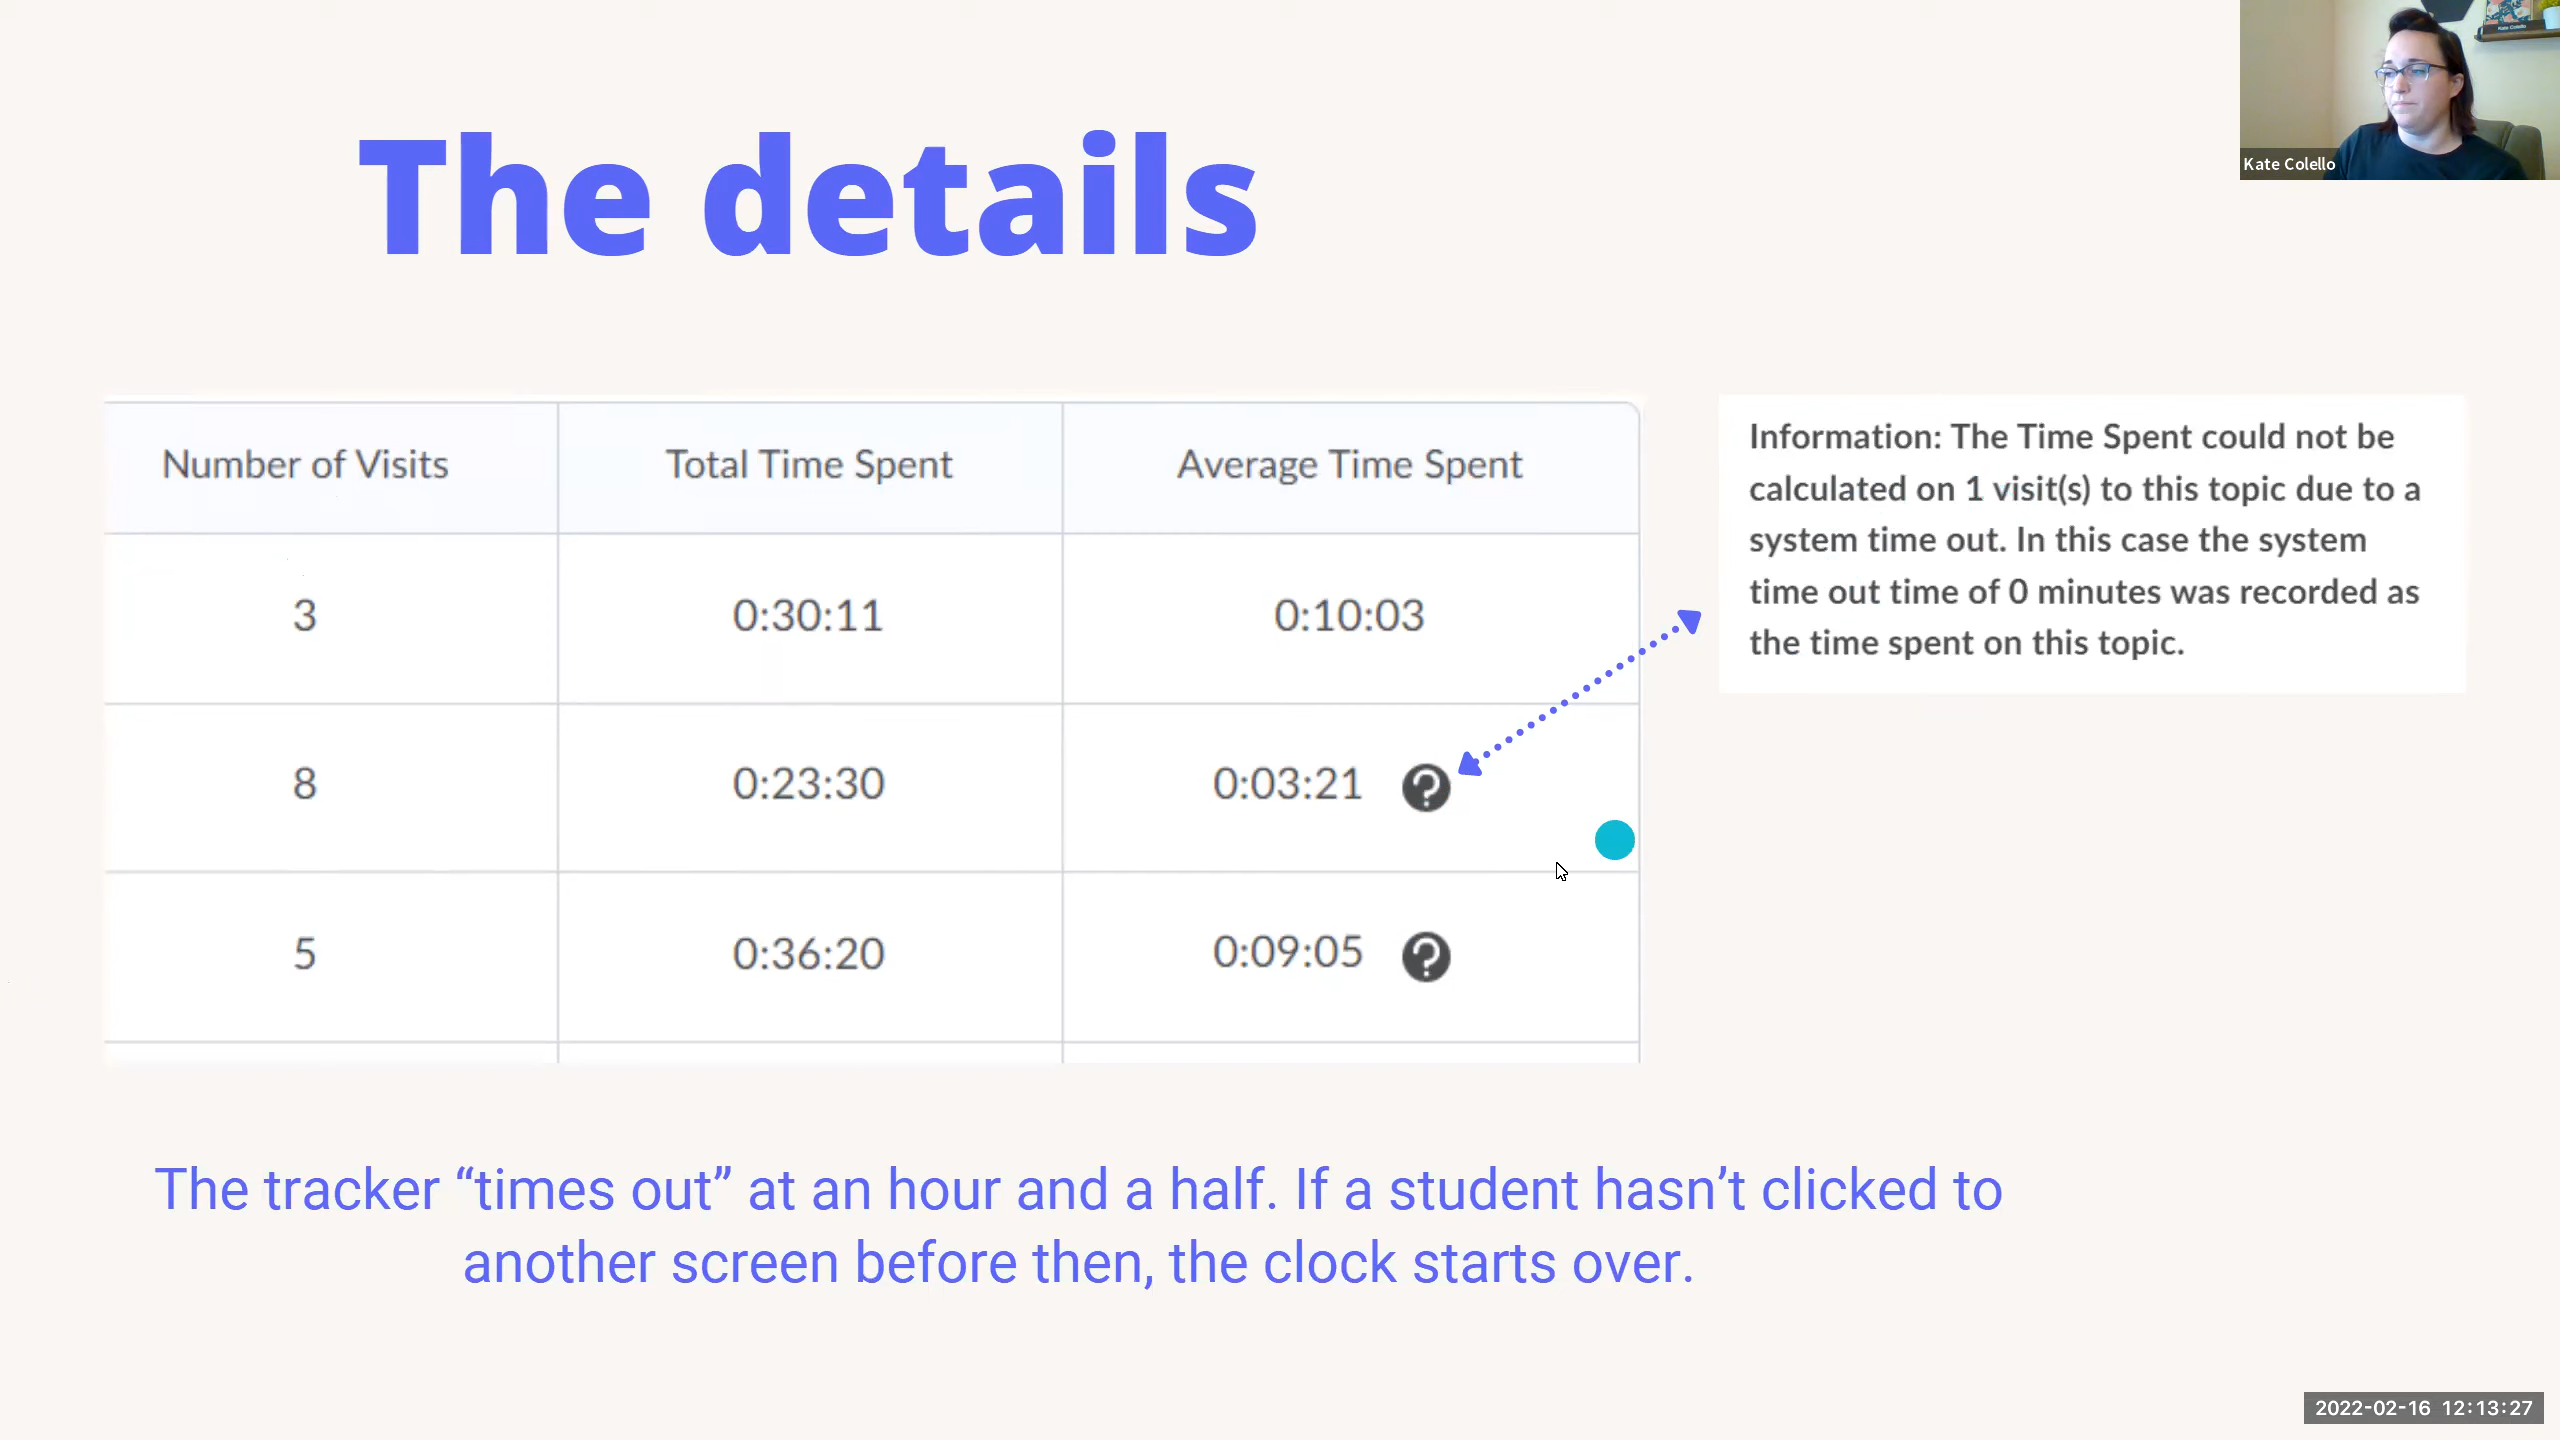 The details
Kate Colello
Number of Visits Total Time Spent Average Time Spent
3 0:30:11 0:10:03
8 0:23:30 0:03:21 ?
5 0:36:20 0:09:05 ?
Information: The Time Spent could not be
calculated on 1 visit(s) to this topic due to a
system time out. In this case the system
time out time of 0 minutes was recorded as
the time spent on this topic.
The tracker “times out” at an hour and a half. If a student hasn’t clicked to
another screen before then, the clock starts over.
2022-02-16 12:13:27